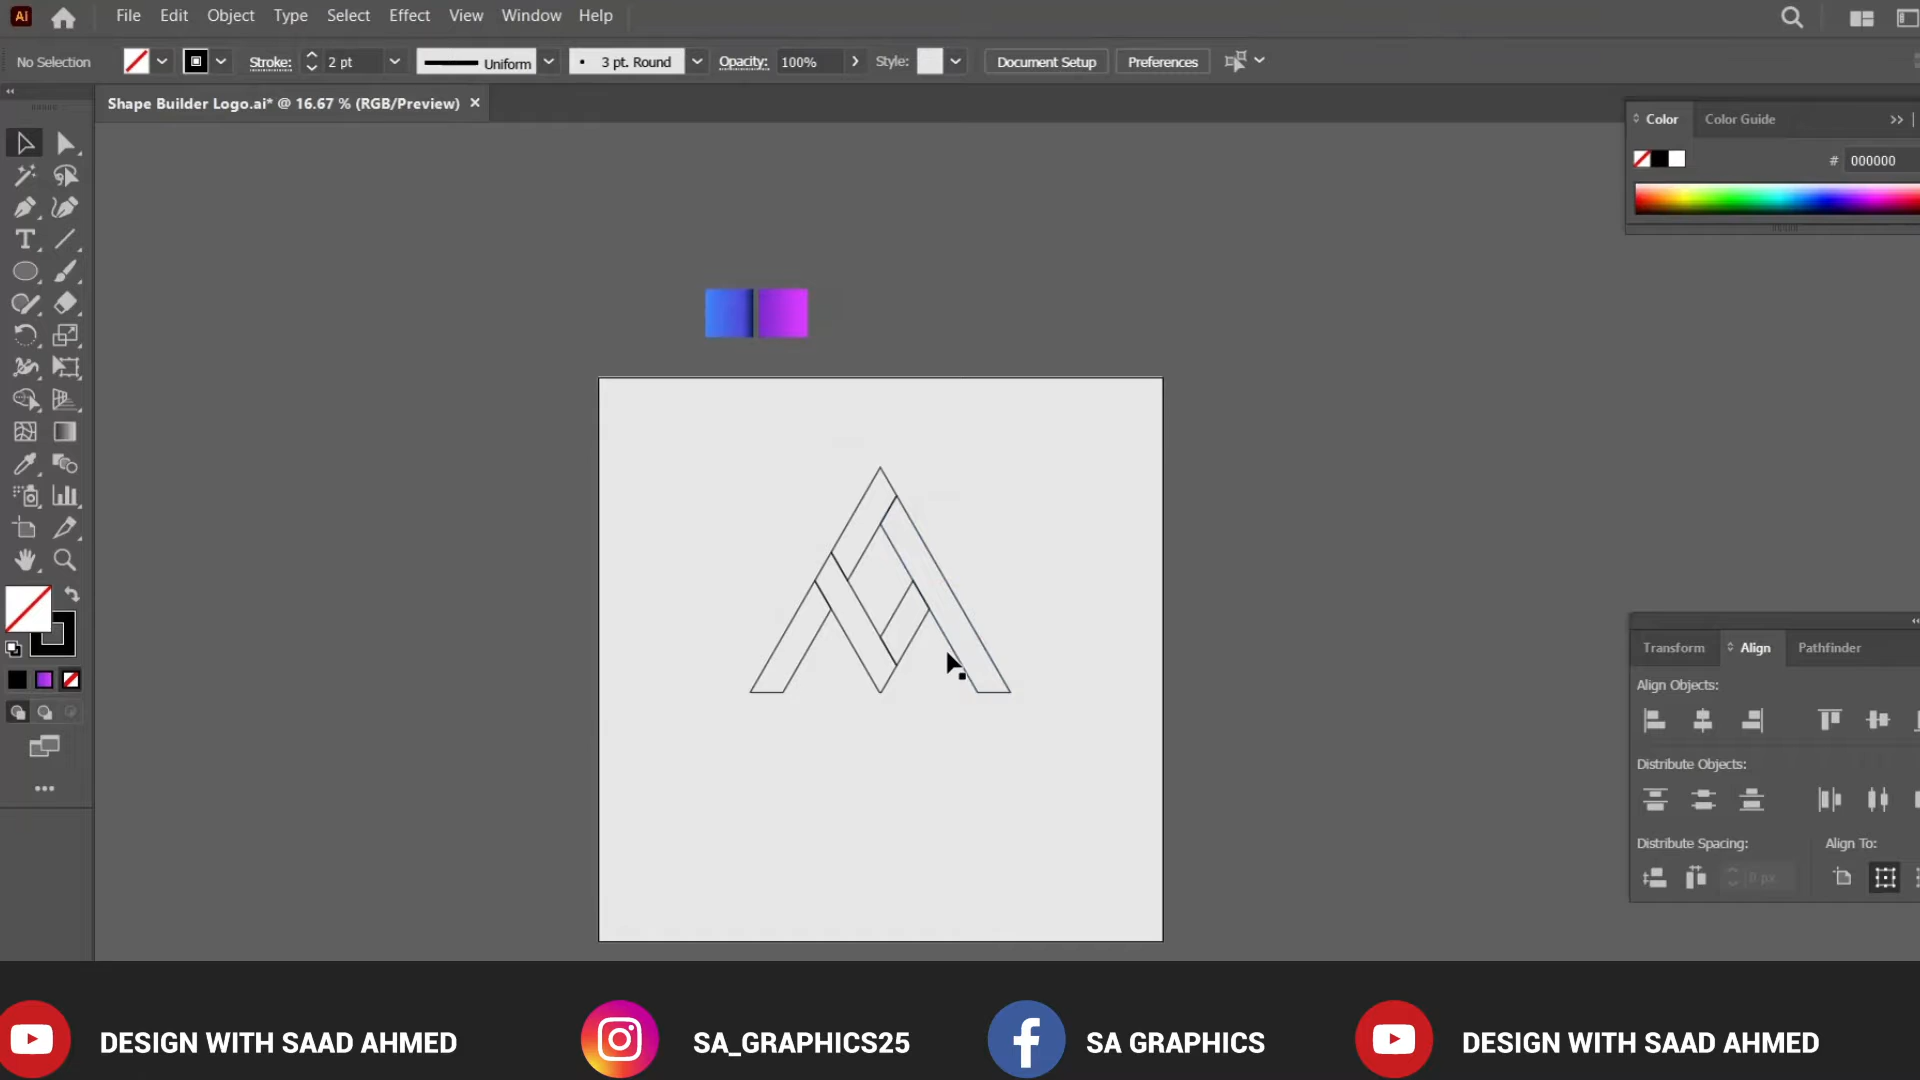 Ai File Edit Object Type Select Effect View Window Help
No Selection Stroke: 2 pt Uniform 3 pt. Round Opacity: 100% Style: Document Setup Preferences
Shape Builder Logo.ai* @ 16.67 % (RGB/Preview) ×
Color Color Guide
# 000000
Transform Align Pathfinder
Align Objects:
Distribute Objects:
Distribute Spacing: Align To:
0 px
DESIGN WITH SAAD AHMED SA_GRAPHICS25 SA GRAPHICS DESIGN WITH SAAD AHMED